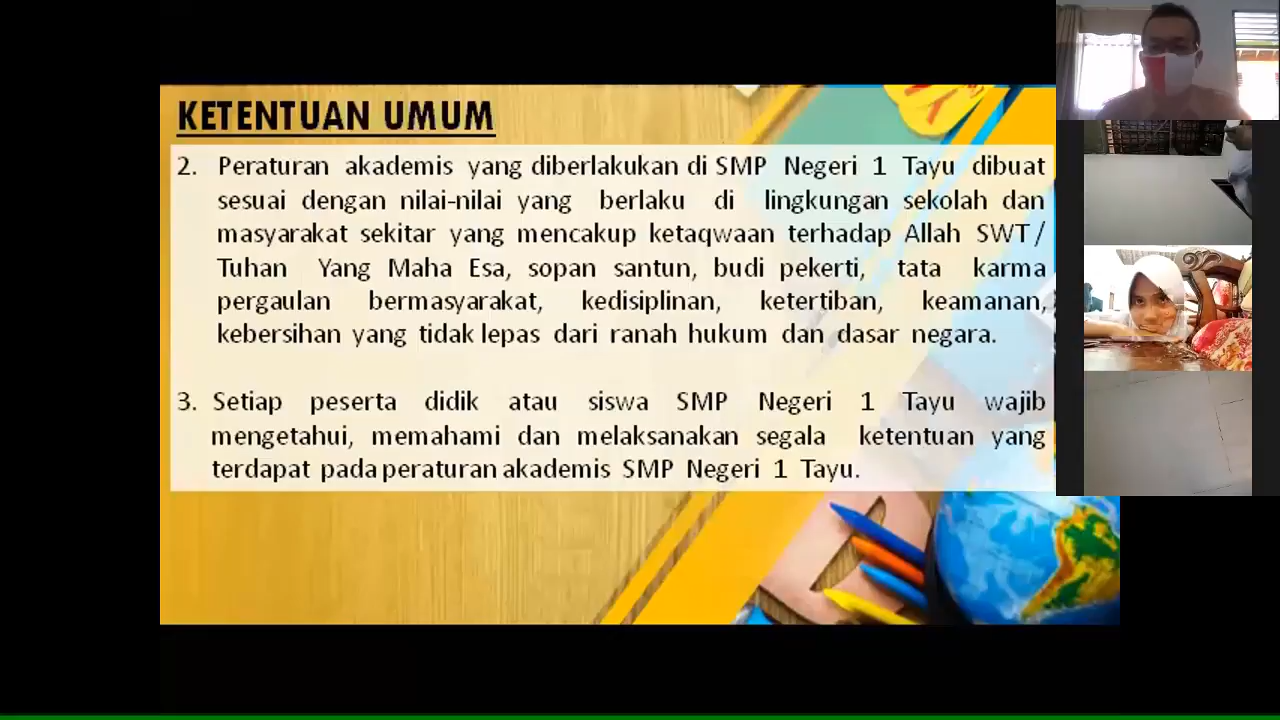 KETENTUAN UMUM
2. Peraturan akademis yang diberlakukan di SMP Negeri 1 Tayu dibuat
sesuai dengan nilai-nilai yang berlaku di lingkungan sekolah dan
masyarakat sekitar yang mencakup ketaqwaan terhadap Allah SWT/
Tuhan Yang Maha Esa, sopan santun, budi pekerti, tata karma
pergaulan bermasyarakat, kedisiplinan, ketertiban, keamanan,
kebersihan yang tidak lepas dari ranah hukum dan dasar negara.
3. Setiap peserta didik atau siswa SMP Negeri 1 Tayu wajib
mengetahui, memahami dan melaksanakan segala ketentuan yang
terdapat pada peraturan akademis SMP Negeri 1 Tayu.